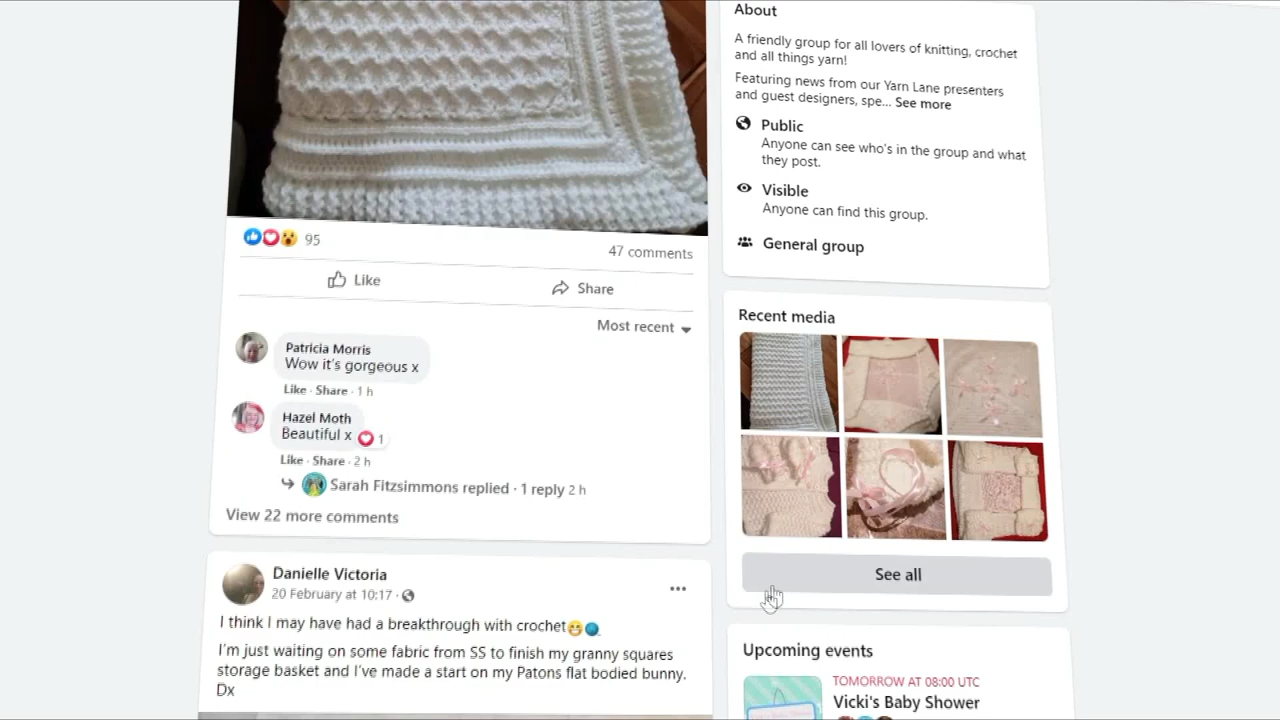 95
47 comments
Like
Share
Most recent
Patricia Morris
Wow it's gorgeous x
Like · Share · 1 h
Hazel Moth
Beautiful x
1
Like · Share · 2 h
Sarah Fitzsimmons replied · 1 reply 2 h
View 22 more comments
Danielle Victoria
20 February at 10:17 ·
I think I may have had a breakthrough with crochet
I'm just waiting on some fabric from SS to finish my granny squares
storage basket and I've made a start on my Patons flat bodied bunny.
Dx
About
A friendly group for all lovers of knitting, crochet
and all things yarn!
Featuring news from our Yarn Lane presenters
and guest designers, spe... See more
Public
Anyone can see who's in the group and what
they post.
Visible
Anyone can find this group.
General group
Recent media
See all
Upcoming events
TOMORROW AT 08:00 UTC
Vicki's Baby Shower